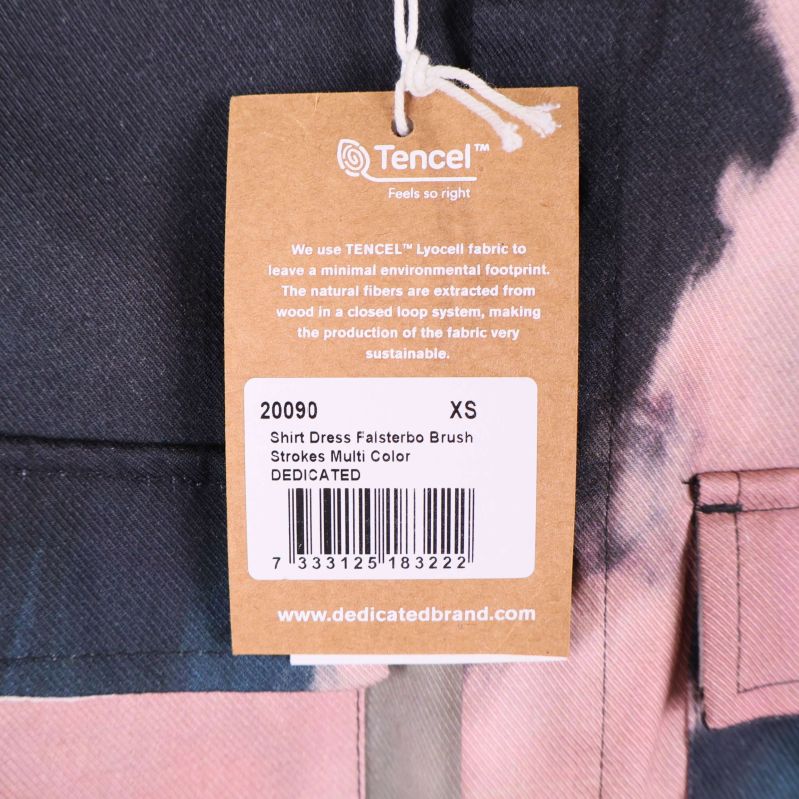 Tencel™
Feels so right
We use TENCEL™ Lyocell fabric to
leave a minimal environmental footprint.
The natural fibers are extracted from
wood in a closed loop system, making
the production of the fabric very
sustainable.
20090 XS
Shirt Dress Falsterbo Brush
Strokes Multi Color
DEDICATED
7 333125 183222
www.dedicatedbrand.com